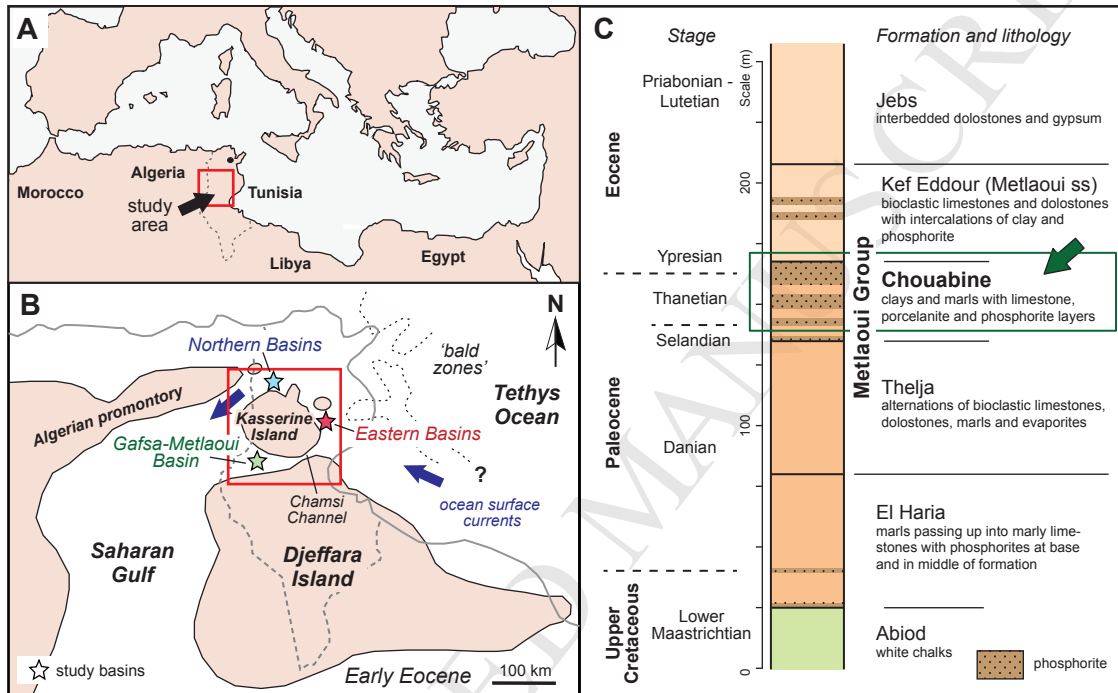 A
Morocco
Algeria
Tunisia
study
area
Libya
Egypt
B
N
Northern Basins
'bald
zones'
Tethys
Ocean
Algerian promontory
Kasserine
Island
Eastern Basins
Gafsa-Metlaoui
Basin
?
Chamsi
Channel
ocean surface
currents
Saharan
Gulf
Djeffara
Island
study basins
Early Eocene
100 km
C
Stage
Formation and lithology
Scale (m)
200
100
0
Eocene
Paleocene
Upper
Cretaceous
Priabonian -
Lutetian
Ypresian
Thanetian
Selandian
Danian
Lower
Maastrichtian
Metlaoui Group
Jebs
interbedded dolostones and gypsum
Kef Eddour (Metlaoui ss)
bioclastic limestones and dolostones
with intercalations of clay and
phosphorite
Chouabine
clays and marls with limestone,
porcelanite and phosphorite layers
Thelja
alternations of bioclastic limestones,
dolostones, marls and evaporites
El Haria
marls passing up into marly lime-
stones with phosphorites at base
and in middle of formation
Abiod
white chalks
phosphorite
ED MANUSCR